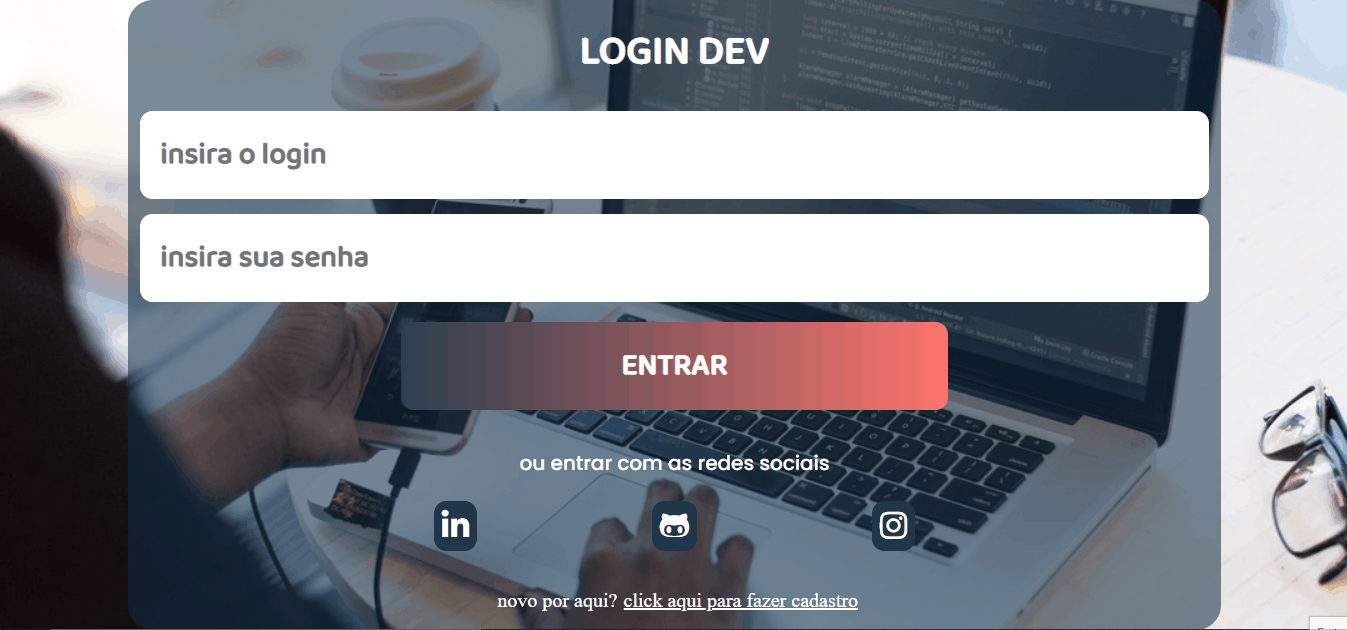 LOGIN DEV
insira o login
insira sua senha
ENTRAR
ou entrar com as redes sociais
in
novo por aqui? click aqui para fazer cadastro